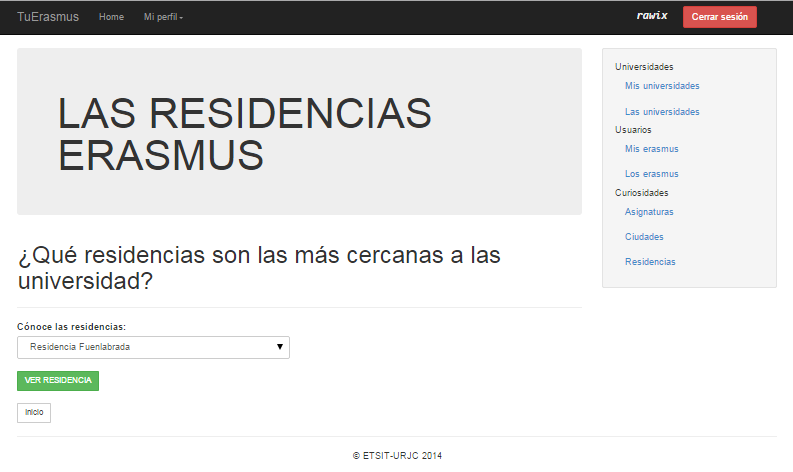 TuErasmus Home Mi perfil rawix Cerrar sesión
LAS RESIDENCIAS
ERASMUS
¿Qué residencias son las más cercanas a las
universidad?
Cónoce las residencias:
Residencia Fuenlabrada
VER RESIDENCIA
Inicio
Universidades
Mis universidades
Las universidades
Usuarios
Mis erasmus
Los erasmus
Curiosidades
Asignaturas
Ciudades
Residencias
© ETSIT-URJC 2014